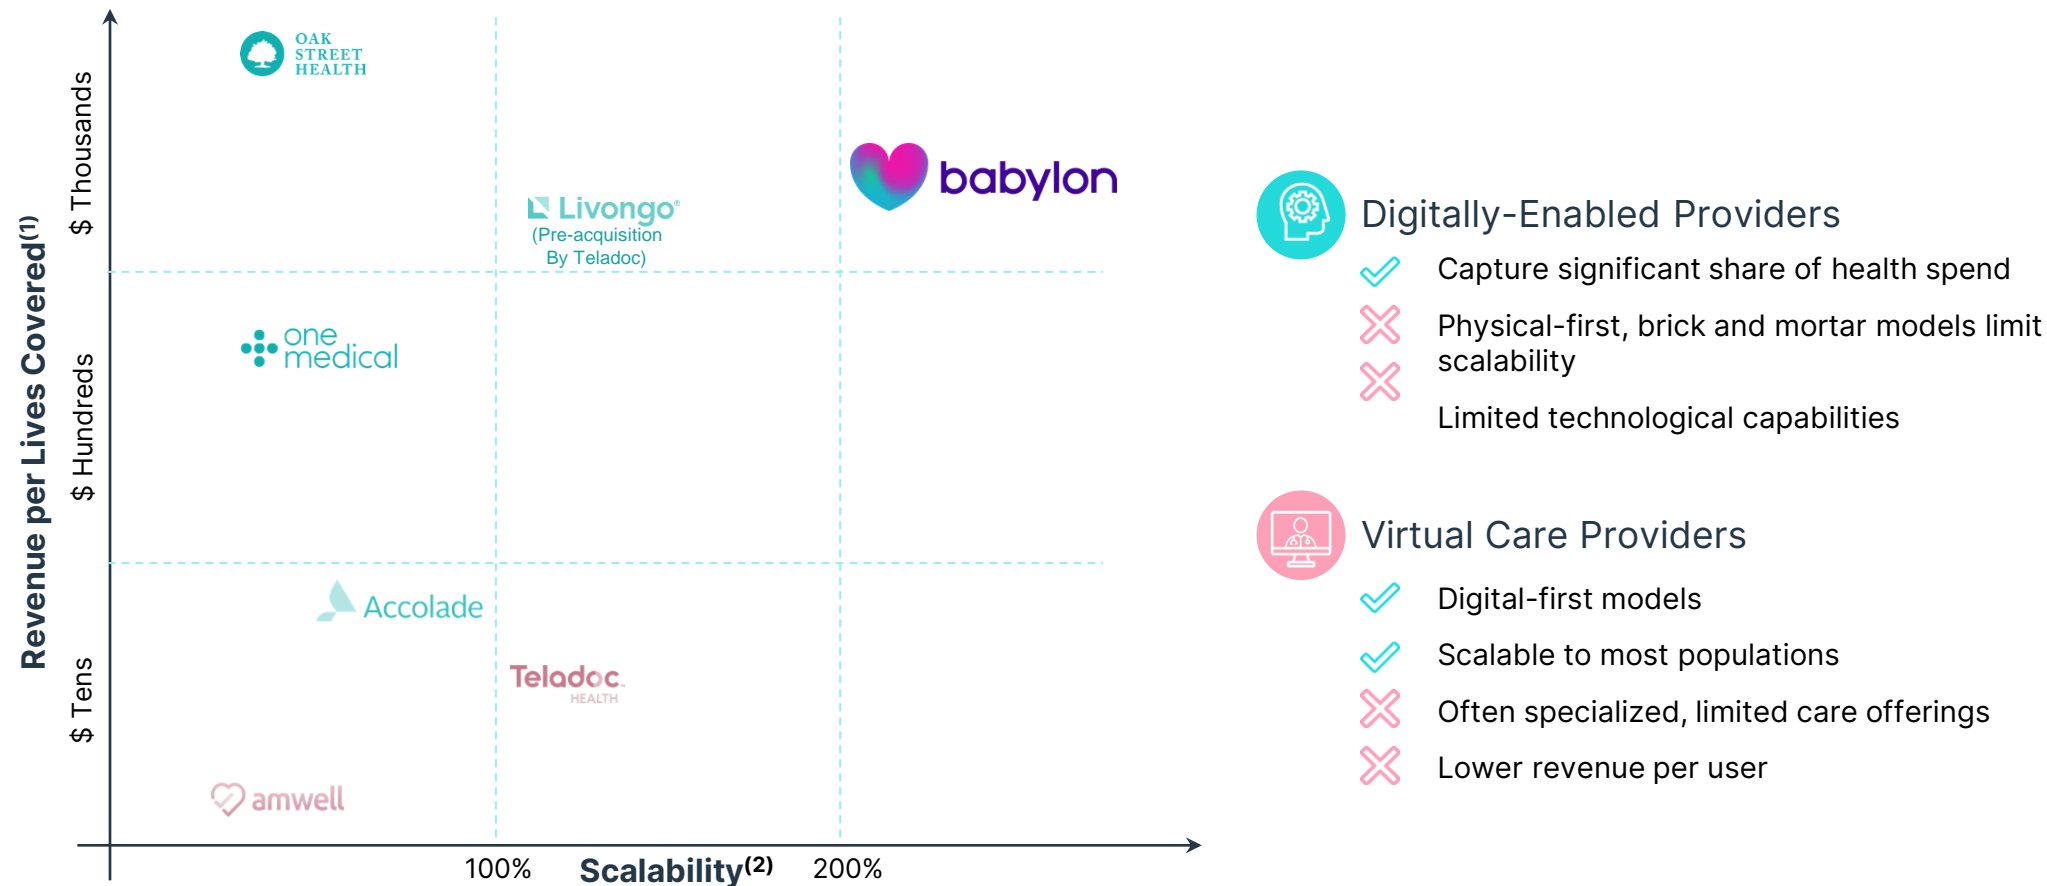 OAK
STREET
HEALTH
$ Thousands
babylon
Livongo®
(Pre-acquisition
By Teladoc)
Revenue per Lives Covered(1)
one
medical
$ Hundreds
Accolade
Teladoc™
HEALTH
$ Tens
amwell
100%
Scalability(2)
200%
Digitally-Enabled Providers
Capture significant share of health spend
Physical-first, brick and mortar models limit
scalability
Limited technological capabilities
Virtual Care Providers
Digital-first models
Scalable to most populations
Often specialized, limited care offerings
Lower revenue per user